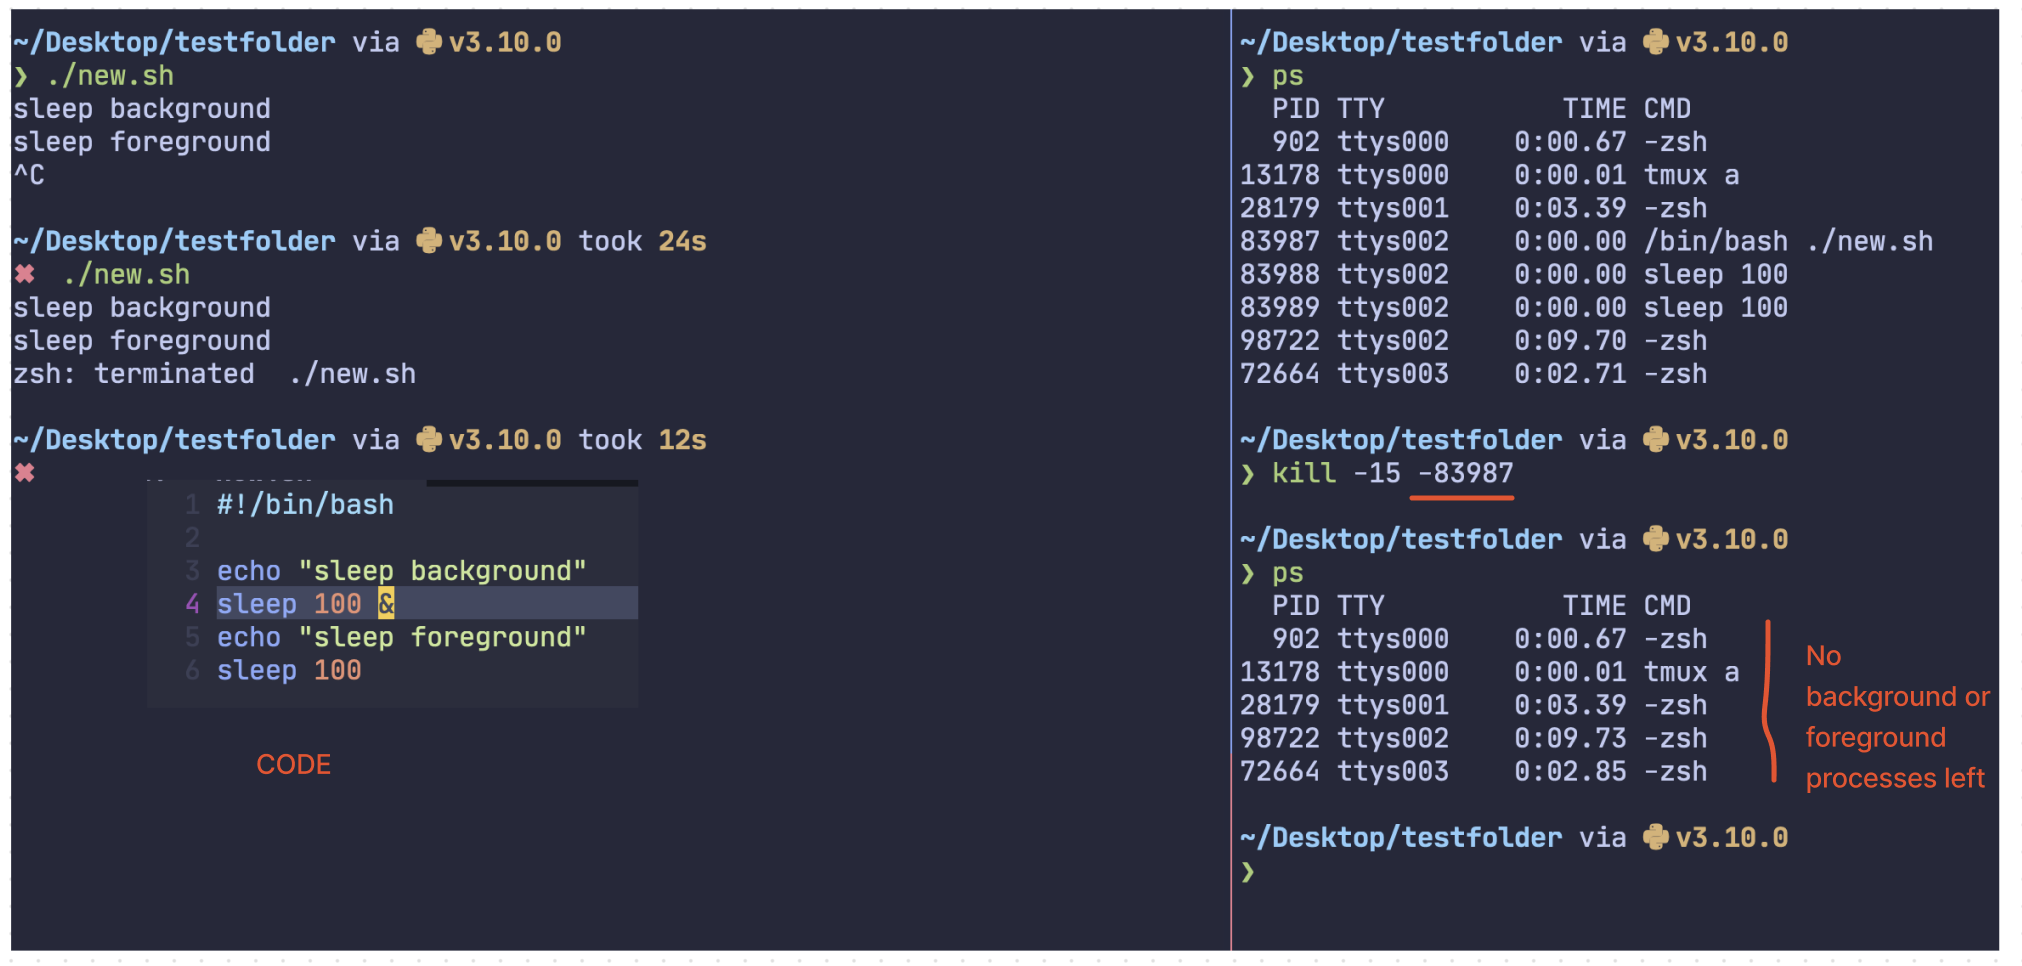 ~/Desktop/testfolder via v3.10.0
❯ ./new.sh
sleep background
sleep foreground
^C
~/Desktop/testfolder via v3.10.0 took 24s
✖ ./new.sh
sleep background
sleep foreground
zsh: terminated ./new.sh
~/Desktop/testfolder via v3.10.0 took 12s
✖
1 #!/bin/bash
2
3 echo "sleep background"
4 sleep 100 &
5 echo "sleep foreground"
6 sleep 100
CODE
~/Desktop/testfolder via v3.10.0
❯ ps
PID TTY TIME CMD
902 ttys000 0:00.67 -zsh
13178 ttys000 0:00.01 tmux a
28179 ttys001 0:03.39 -zsh
83987 ttys002 0:00.00 /bin/bash ./new.sh
83988 ttys002 0:00.00 sleep 100
83989 ttys002 0:00.00 sleep 100
98722 ttys002 0:09.70 -zsh
72664 ttys003 0:02.71 -zsh
~/Desktop/testfolder via v3.10.0
❯ kill -15 -83987
~/Desktop/testfolder via v3.10.0
❯ ps
PID TTY TIME CMD
902 ttys000 0:00.67 -zsh
13178 ttys000 0:00.01 tmux a
28179 ttys001 0:03.39 -zsh
98722 ttys002 0:09.73 -zsh
72664 ttys003 0:02.85 -zsh
No
background or
foreground
processes left
~/Desktop/testfolder via v3.10.0
❯